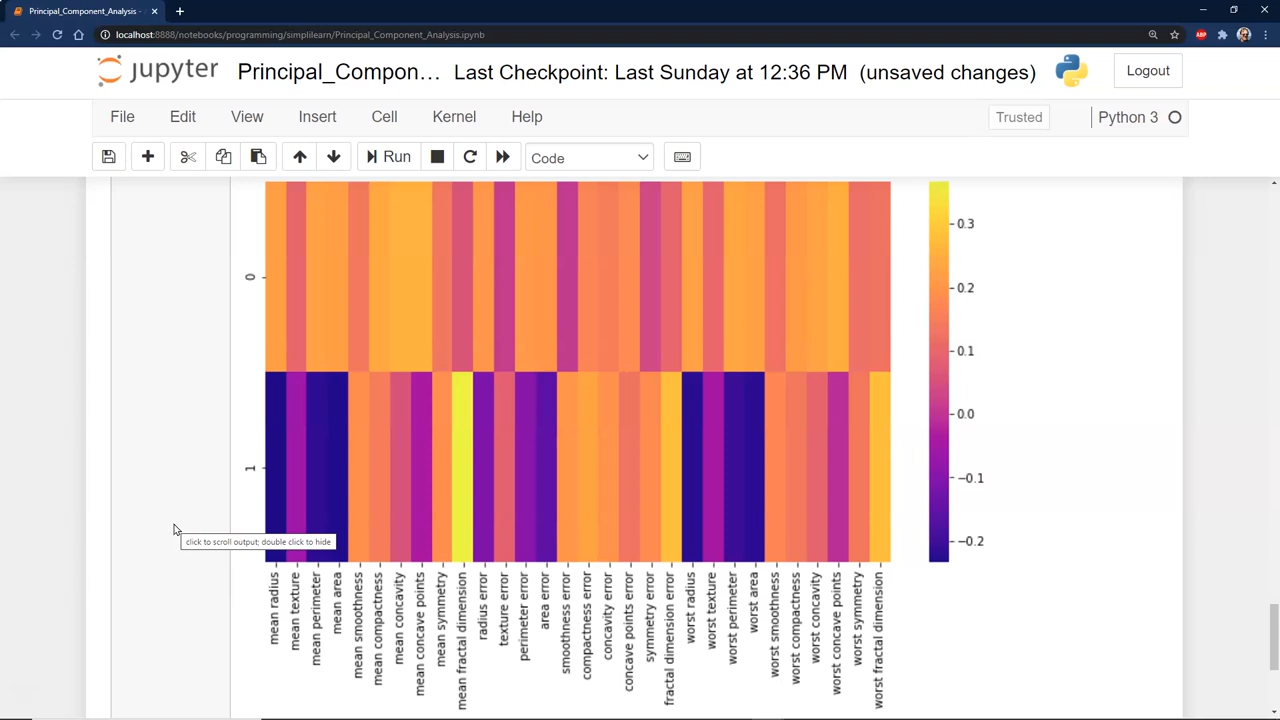 Principal_Component_Analysis -
localhost:8888/notebooks/programming/simplilearn/Principal_Component_Analysis.ipynb
jupyter Principal_Compon… Last Checkpoint: Last Sunday at 12:36 PM (unsaved changes)
Logout
File Edit View Insert Cell Kernel Help
Trusted
Python 3
Run
Code
ABP
0
1
0.3
0.2
0.1
0.0
−0.1
−0.2
click to scroll output; double click to hide
mean radius
mean texture
mean perimeter
mean area
mean smoothness
mean compactness
mean concavity
mean concave points
mean symmetry
mean fractal dimension
radius error
texture error
perimeter error
area error
smoothness error
compactness error
concavity error
concave points error
symmetry error
fractal dimension error
worst radius
worst texture
worst perimeter
worst area
worst smoothness
worst compactness
worst concavity
worst concave points
worst symmetry
worst fractal dimension